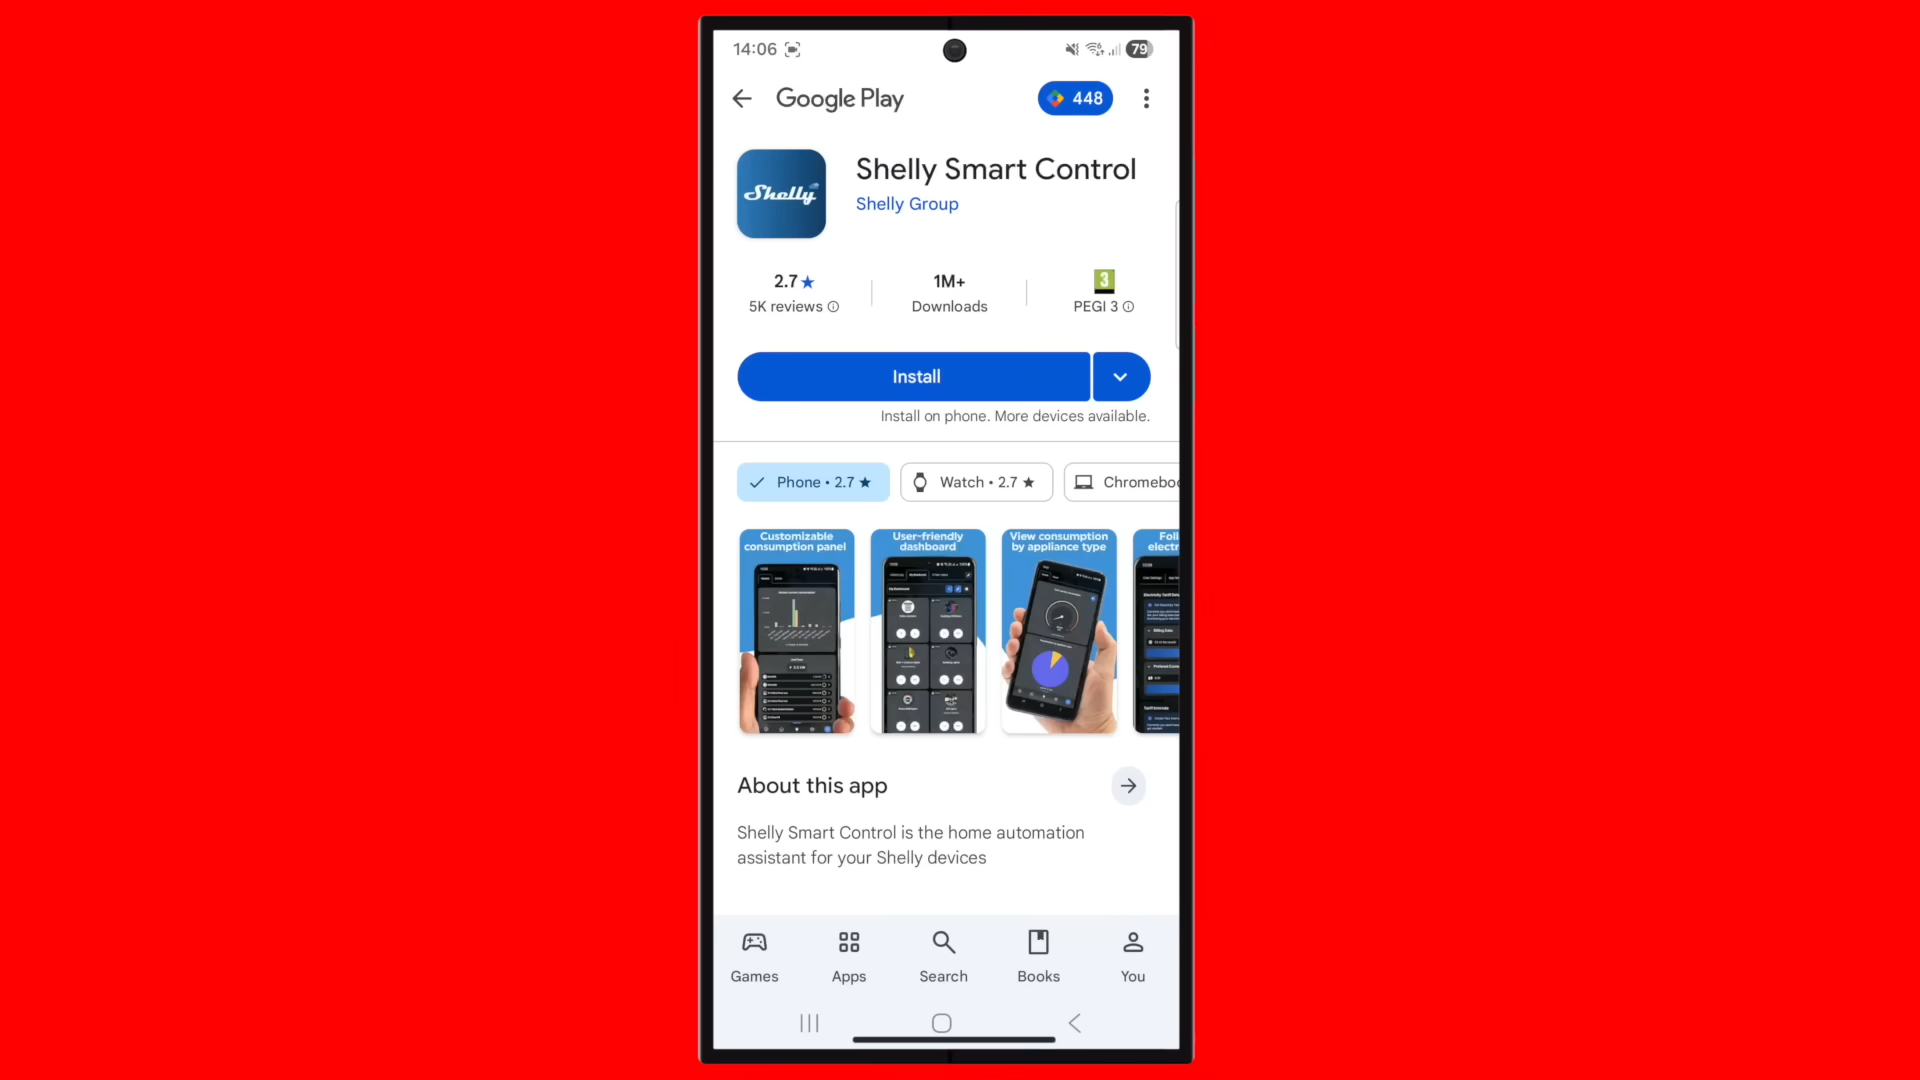 14:06
79
Google Play
448
Shelly
Shelly Smart Control
Shelly Group
2.7★
5K reviews
1M+
Downloads
3
PEGI 3
Install
Install on phone. More devices available.
Phone • 2.7 ★
Watch • 2.7 ★
Chromeboo
Customizable
consumption panel
User-friendly
dashboard
View consumption
by appliance type
Foll
electr
About this app
Shelly Smart Control is the home automation
assistant for your Shelly devices
Games
Apps
Search
Books
You